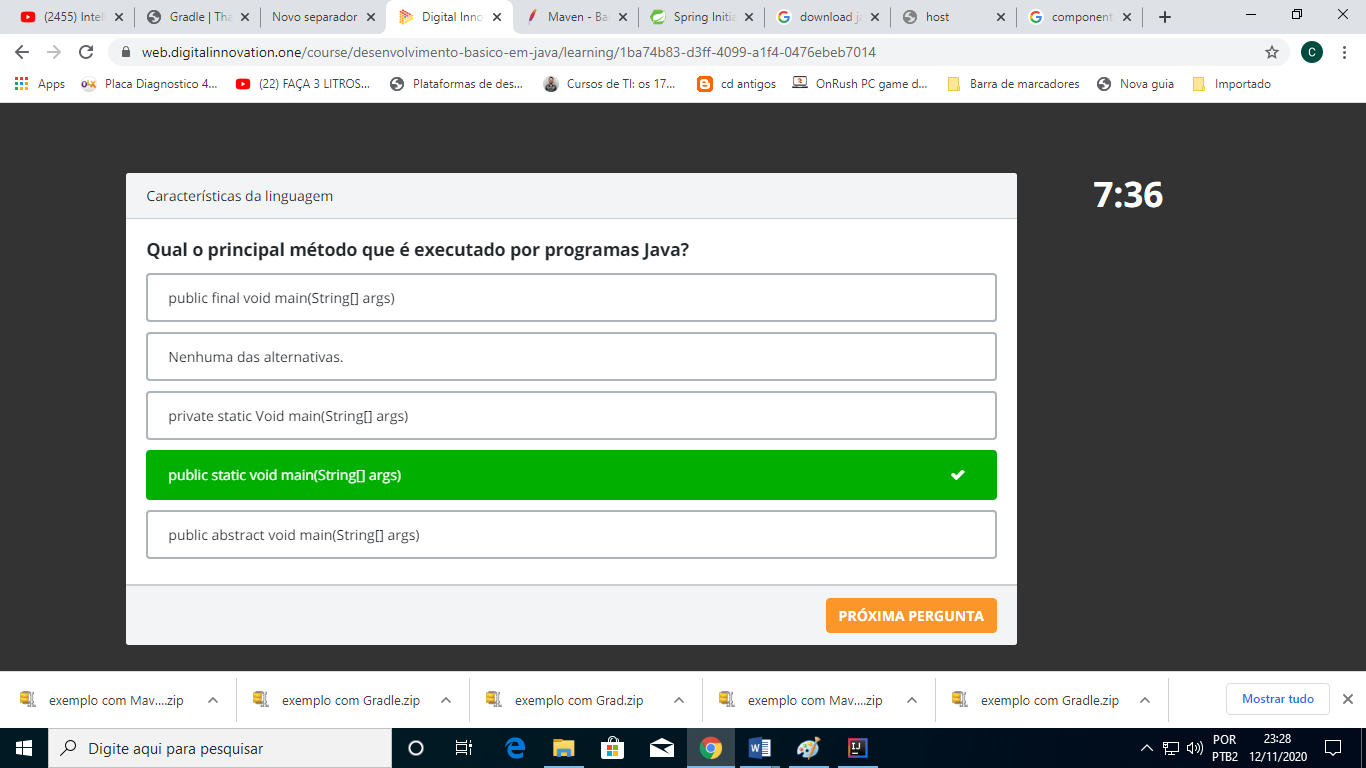 (2455) Intel
Gradle | Tha
Novo separador
Digital Inno
Maven - Ba
Spring Initia
download ja
host
component
web.digitalinnovation.one/course/desenvolvimento-basico-em-java/learning/1ba74b83-d3ff-4099-a1f4-0476ebeb7014
C
Apps
Placa Diagnostico 4...
(22) FAÇA 3 LITROS...
Plataformas de des...
Cursos de TI: os 17...
cd antigos
OnRush PC game d...
Barra de marcadores
Nova guia
Importado
Características da linguagem
7:36
Qual o principal método que é executado por programas Java?
public final void main(String[] args)
Nenhuma das alternativas.
private static Void main(String[] args)
public static void main(String[] args)
public abstract void main(String[] args)
PRÓXIMA PERGUNTA
exemplo com Mav....zip
exemplo com Gradle.zip
exemplo com Grad.zip
exemplo com Mav....zip
exemplo com Gradle.zip
Mostrar tudo
Digite aqui para pesquisar
POR
PTB2
23:28
12/11/2020